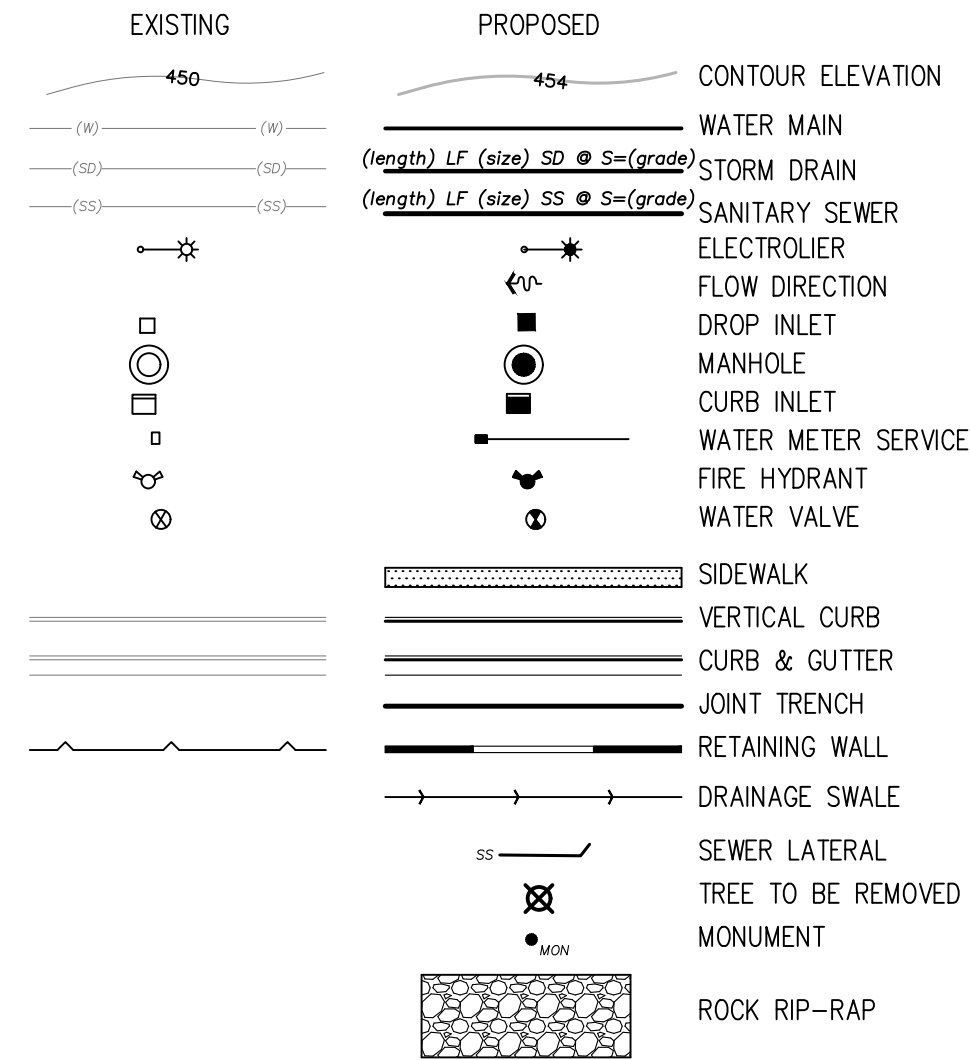 EXISTING PROPOSED
450 454 CONTOUR ELEVATION
(W) (W) WATER MAIN
(SD) (SD) (length) LF (size) SD @ S=(grade) STORM DRAIN
(SS) (SS) (length) LF (size) SS @ S=(grade) SANITARY SEWER
ELECTROLIER
FLOW DIRECTION
DROP INLET
MANHOLE
CURB INLET
WATER METER SERVICE
FIRE HYDRANT
WATER VALVE
SIDEWALK
VERTICAL CURB
CURB & GUTTER
JOINT TRENCH
RETAINING WALL
DRAINAGE SWALE
SS SEWER LATERAL
TREE TO BE REMOVED
MON MONUMENT
ROCK RIP-RAP